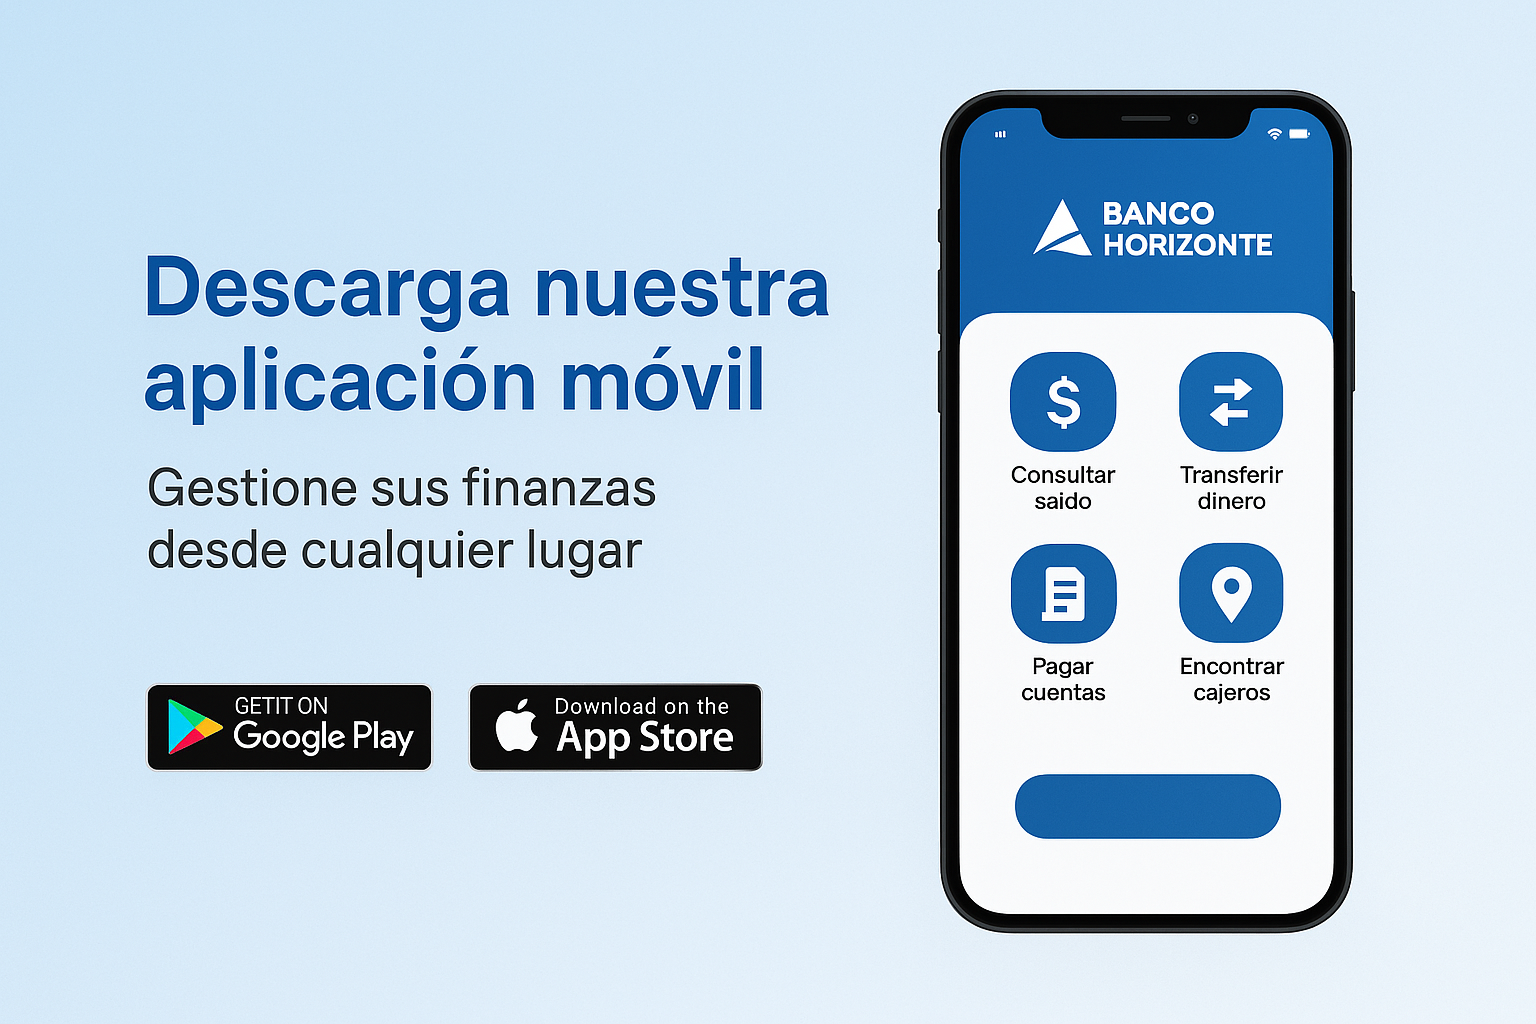 Descarga nuestra
aplicación móvil
Gestione sus finanzas
desde cualquier lugar
GETIT ON
Google Play
Download on the
App Store
BANCO
HORIZONTE
Consultar
saido
Transferir
dinero
Pagar
cuentas
Encontrar
cajeros